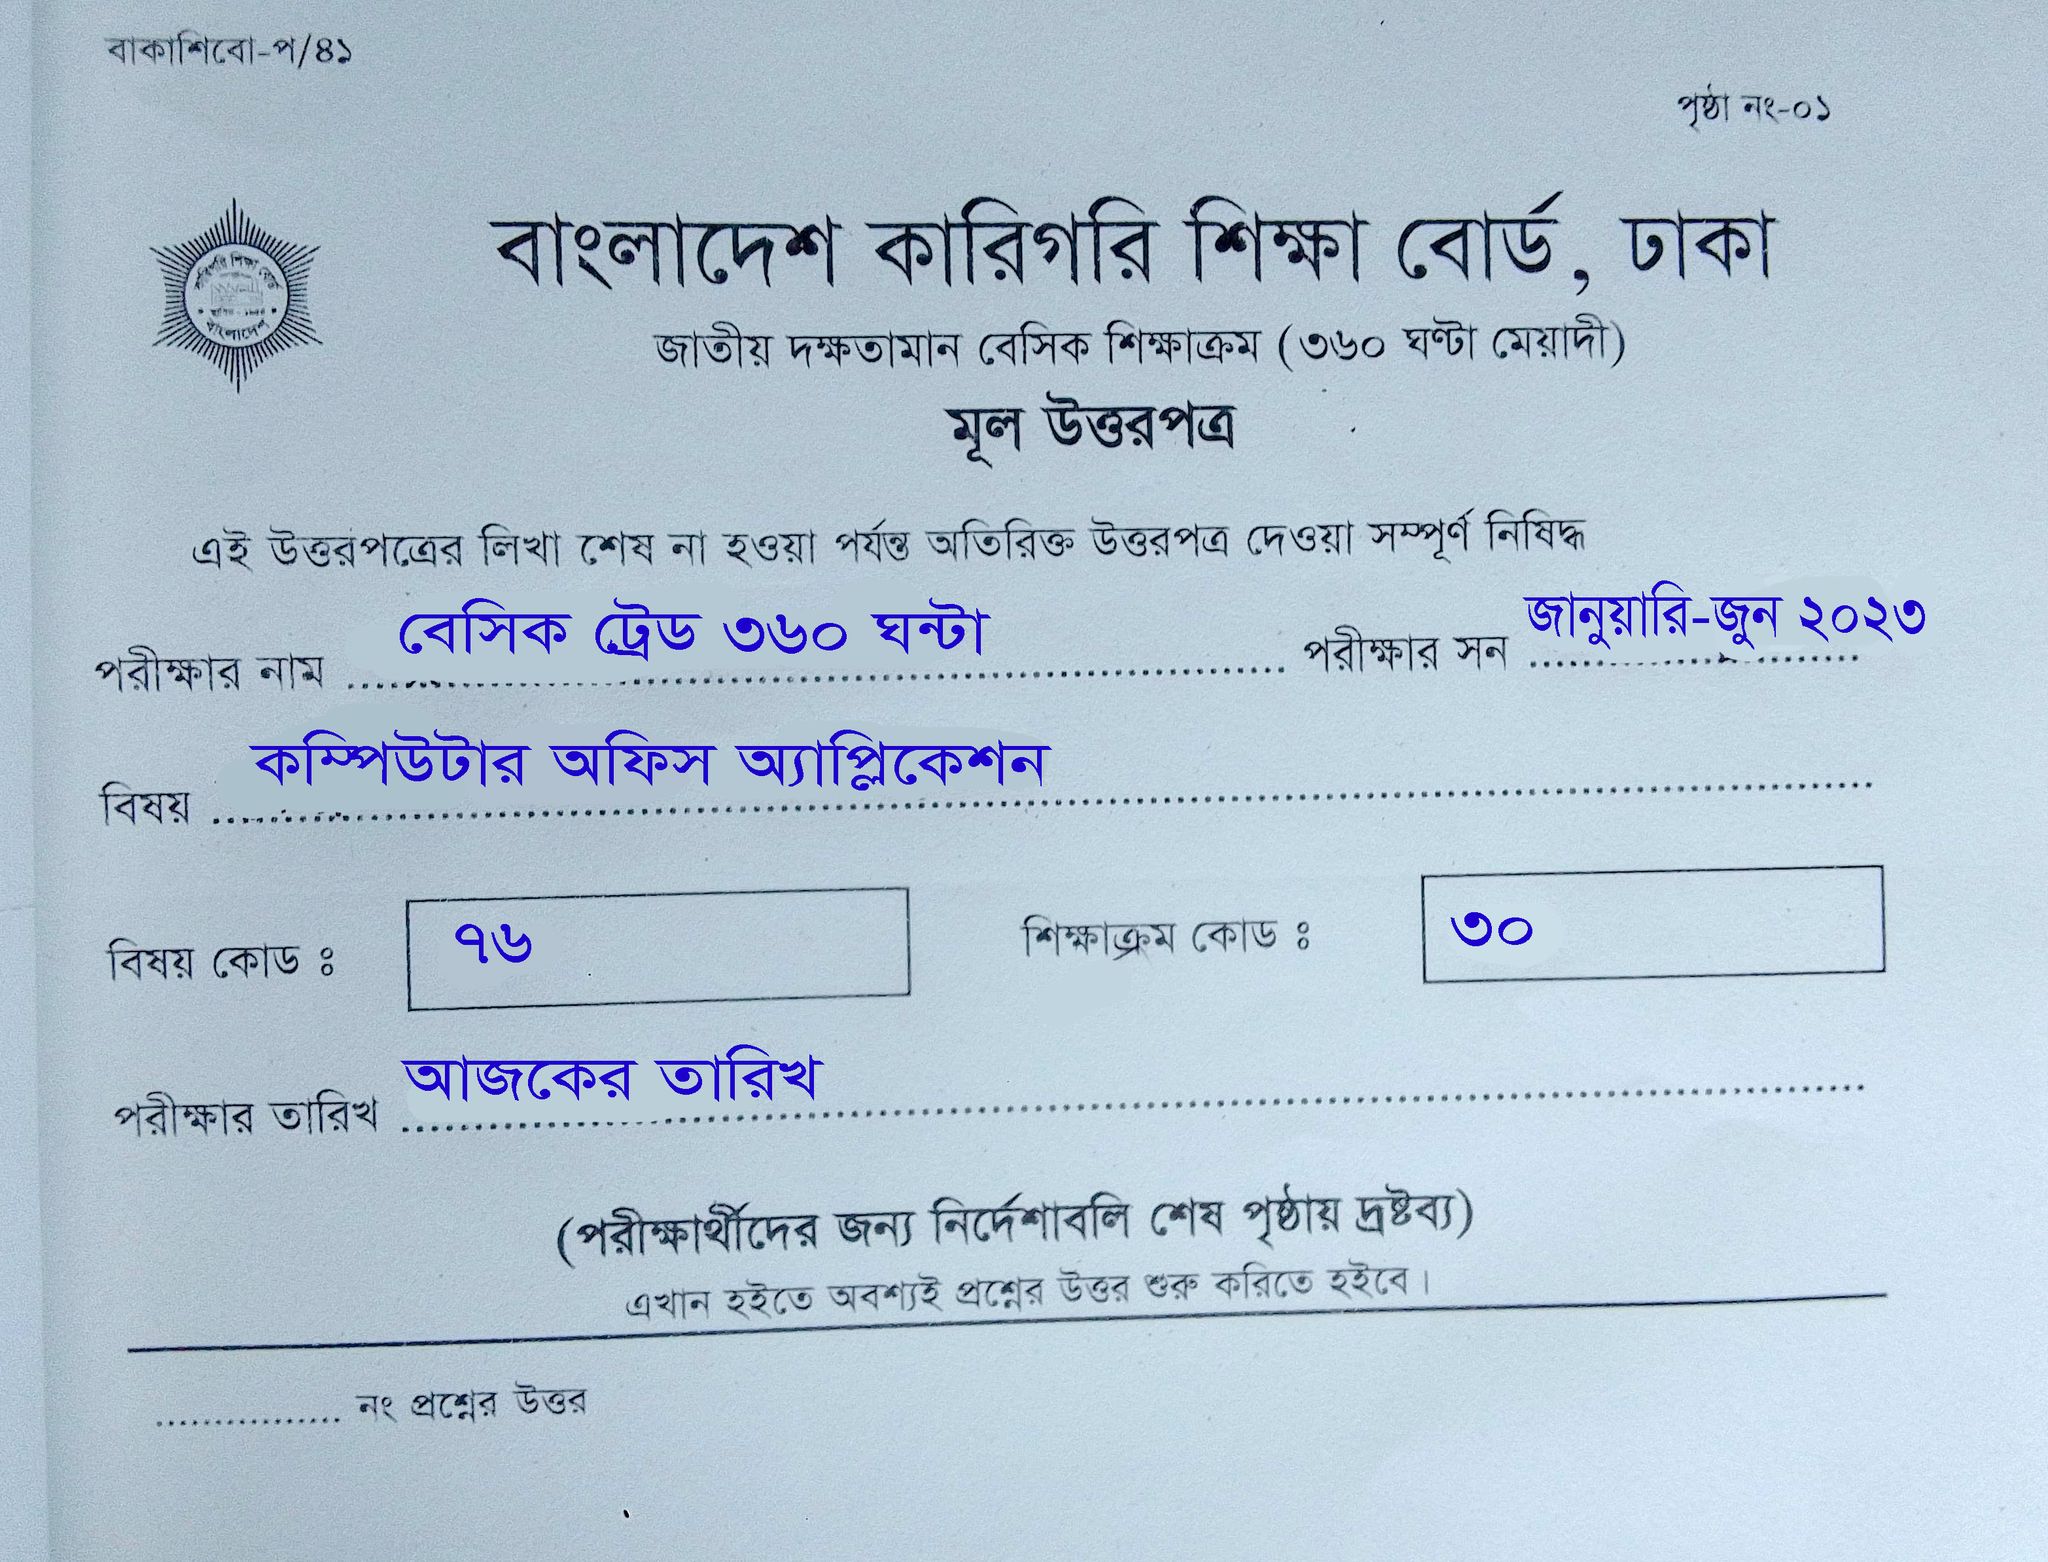 বাকাশিবো-প/৪১
পৃষ্ঠা নং-০১
বাংলাদেশ কারিগরি শিক্ষা বোর্ড, ঢাকা
জাতীয় দক্ষতামান বেসিক শিক্ষাক্রম (৩৬০ ঘণ্টা মেয়াদী)
মূল উত্তরপত্র
এই উত্তরপত্রের লিখা শেষ না হওয়া পর্যন্ত অতিরিক্ত উত্তরপত্র দেওয়া সম্পূর্ণ নিষিদ্ধ
পরীক্ষার নাম বেসিক ট্রেড ৩৬০ ঘন্টা পরীক্ষার সন জানুয়ারি-জুন ২০২৩
বিষয় কম্পিউটার অফিস অ্যাপ্লিকেশন
বিষয় কোড ঃ ৭৬ শিক্ষাক্রম কোড ঃ ৩০
পরীক্ষার তারিখ আজকের তারিখ
(পরীক্ষার্থীদের জন্য নির্দেশাবলি শেষ পৃষ্ঠায় দ্রষ্টব্য)
এখান হইতে অবশ্যই প্রশ্নের উত্তর শুরু করিতে হইবে।
............... নং প্রশ্নের উত্তর